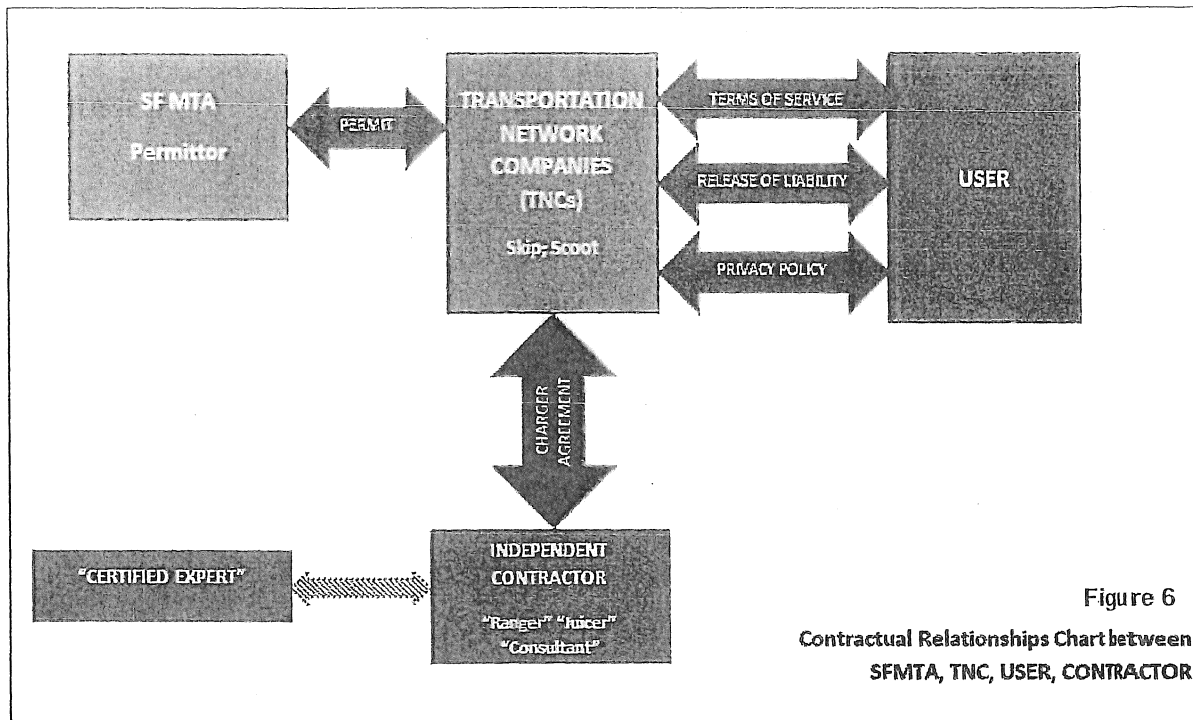 SF MTA
Permittor
PERMIT
TRANSPORTATION
NETWORK
COMPANIES
(TNCs)
Skip, Scoot
TERMS OF SERVICE
RELEASE OF LIABILITY
PRIVACY POLICY
USER
CHARGER
AGREEMENT
"CERTIFIED EXPERT"
INDEPENDENT
CONTRACTOR
"Ranger" "Juicer"
"Consultant"
Figure 6
Contractual Relationships Chart between
SFMTA, TNC, USER, CONTRACTOR